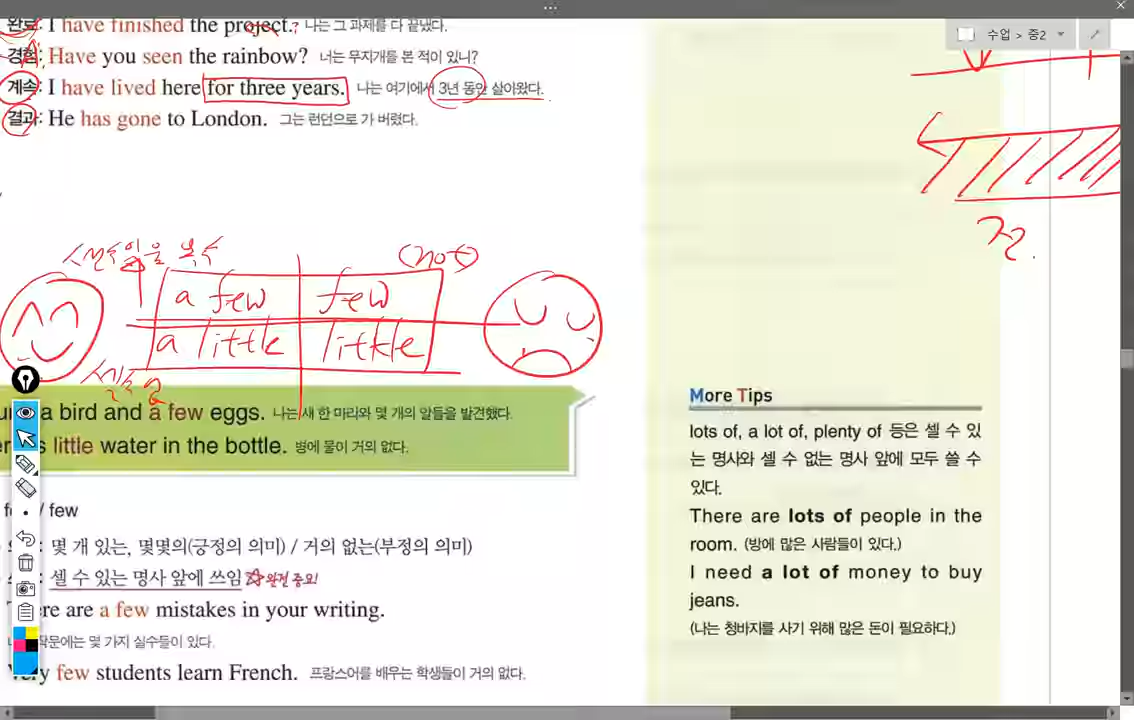 완료: I have finished the project. 나는 그 과제를 다 끝냈다.
경험: Have you seen the rainbow? 너는 무지개를 본 적이 있니?
계속: I have lived here for three years. 나는 여기에서 3년 동안 살아왔다.
결과: He has gone to London. 그는 런던으로 가 버렸다.
수업 > 중2
셀 수 있을 복수
(not)
a few
few
a little
little
a bird and a few eggs. 나는 새 한 마리와 몇 개의 알들을 발견했다.
little water in the bottle. 병에 물이 거의 없다.
/ few
몇 개 있는, 몇몇의(긍정의 의미) / 거의 없는(부정의 의미)
셀 수 있는 명사 앞에 쓰임 ☆완전 중요!
are a few mistakes in your writing.
작문에는 몇 가지 실수들이 있다.
Very few students learn French. 프랑스어를 배우는 학생들이 거의 없다.
More Tips
lots of, a lot of, plenty of 등은 셀 수 있
는 명사와 셀 수 없는 명사 앞에 모두 쓸 수
있다.
There are lots of people in the
room. (방에 많은 사람들이 있다.)
I need a lot of money to buy
jeans.
(나는 청바지를 사기 위해 많은 돈이 필요하다.)